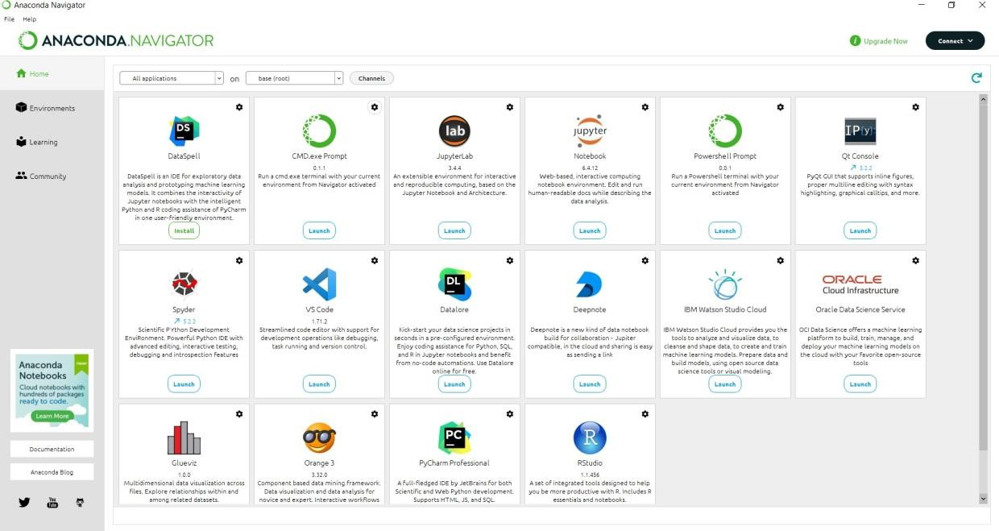 Anaconda Navigator
File Help
ANACONDA.NAVIGATOR
Upgrade Now
Connect
Home
Environments
Learning
Community
All applications
on
base (root)
Channels
DS
DataSpell
DataSpell is an IDE for exploratory data
analysis and prototyping machine learning
models. It combines the interactivity of
Jupyter notebooks with the intelligent
Python and R coding assistance of PyCharm
in one user-friendly environment.
Install
CMD.exe Prompt
0.1.1
Run a cmd.exe terminal with your current
environment from Navigator activated
Launch
lab
JupyterLab
3.4.4
An extensible environment for interactive
and reproducible computing, based on the
Jupyter Notebook and Architecture.
Launch
jupyter
Notebook
6.4.12
Web-based, interactive computing
notebook environment. Edit and run
human-readable docs while describing the
data analysis.
Launch
Powershell Prompt
0.0.1
Run a Powershell terminal with your
current environment from Navigator
activated
Launch
IP[y]:
Qt Console
5.2.2
PyQt GUI that supports inline figures,
proper multiline editing with syntax
highlighting, graphical calltips, and more.
Launch
Spyder
5.2.2
Scientific PYthon Development
EnviRonment. Powerful Python IDE with
advanced editing, interactive testing,
debugging and introspection features
Launch
VS Code
1.71.2
Streamlined code editor with support for
development operations like debugging,
task running and version control.
Launch
DL
Datalore
Kick-start your data science projects in
seconds in a pre-configured environment.
Enjoy coding assistance for Python, SQL,
and R in Jupyter notebooks and benefit
from no-code automations. Use Datalore
online for free.
Launch
Deepnote
Deepnote is a new kind of data notebook
build for collaboration - Jupiter
compatible, in the cloud and sharing is easy
as sending a link
Launch
IBM Watson Studio Cloud
IBM Watson Studio Cloud provides you the
tools to analyze and visualize data, to
cleanse and shape data, to create and train
machine learning models. Prepare data and
build models, using open source data
science tools or visual modeling.
Launch
ORACLE
Cloud Infrastructure
Oracle Data Science Service
OCI Data Science offers a machine learning
platform to build, train, manage, and
deploy your machine learning models on
the cloud with your favorite open-source
tools
Launch
Glueviz
1.0.0
Multidimensional data visualization across
files. Explore relationships within and
among related datasets.
Orange 3
3.32.0
Component based data mining framework.
Data visualization and data analysis for
novice and expert. Interactive workflows
PC
PyCharm Professional
A full-fledged IDE by JetBrains for both
Scientific and Web Python development.
Supports HTML, JS, and SQL.
R
RStudio
1.1.456
A set of integrated tools designed to help
you be more productive with R. Includes R
essentials and notebooks.
Anaconda
Notebooks
Cloud notebooks with
hundreds of packages
ready to code.
Learn More
Documentation
Anaconda Blog
You
Tube